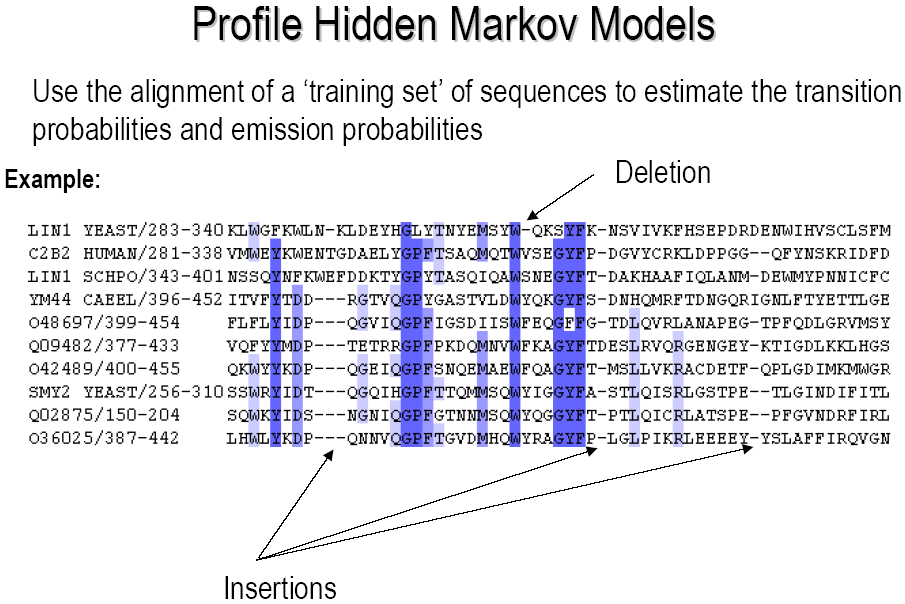 Profile Hidden Markov Models
Use the alignment of a ‘training set’ of sequences to estimate the transition
probabilities and emission probabilities
Deletion
Example:
LIN1 YEAST/283-340 KLWGFKWLN-KLDEYHGLYTNYEMSYW-QKSYFK-NSVIVKFHSEPDRDENWIHVSCLSFM
C2B2 HUMAN/281-338 VMWEYKWENTGDAELYGPFTSAQMQTWVSEGYFP-DGVYCRKLDPPGG--QFYNSKRIDFD
LIN1 SCHPO/343-401 NSSQYNFKWEFDDKTYGPYTASQIQAWSNEGYFT-DAKHAAFIQLANM-DEWMYPNNICFC
YM44 CAEEL/396-452 ITVFYTDD---RGTVQGPYGASTVLDWYQKGYFS-DNHQMRFTDNGQRIGNLFTYETTLGE
O48697/399-454 FLFLYIDP---QGVIQGPFIGSDIISWFEQGFFG-TDLQVRLANAPEG-TPFQDLGRVMSY
Q09482/377-433 VQFYYMDP---TETRRGPFPKDQMNVWFKAGYFTDESLRVQRGENGEY-KTIGDLKKLHGS
O42489/400-455 QKWYYKDP---QGEIQGPFSNQEMAEWFQAGYFT-MSLLVKRACDETF-QPLGDIMKMWGR
SMY2 YEAST/256-310 SSWRYIDT---QGQIHGPFTTQMMSQWYIGGYFA-STLQISRLGSTPE--TLGINDIFITL
Q02875/150-204 SQWKYIDS---NGNIQGPFGTNNMSQWYQGGYFT-PTLQICRLATSPE--PFGVNDRFIRL
O36025/387-442 LHWLYKDP---QNNVQGPFTGVDMHQWYRAGYFP-LGLPIKRLEEEEY-YSLAFFIRQVGN
Insertions